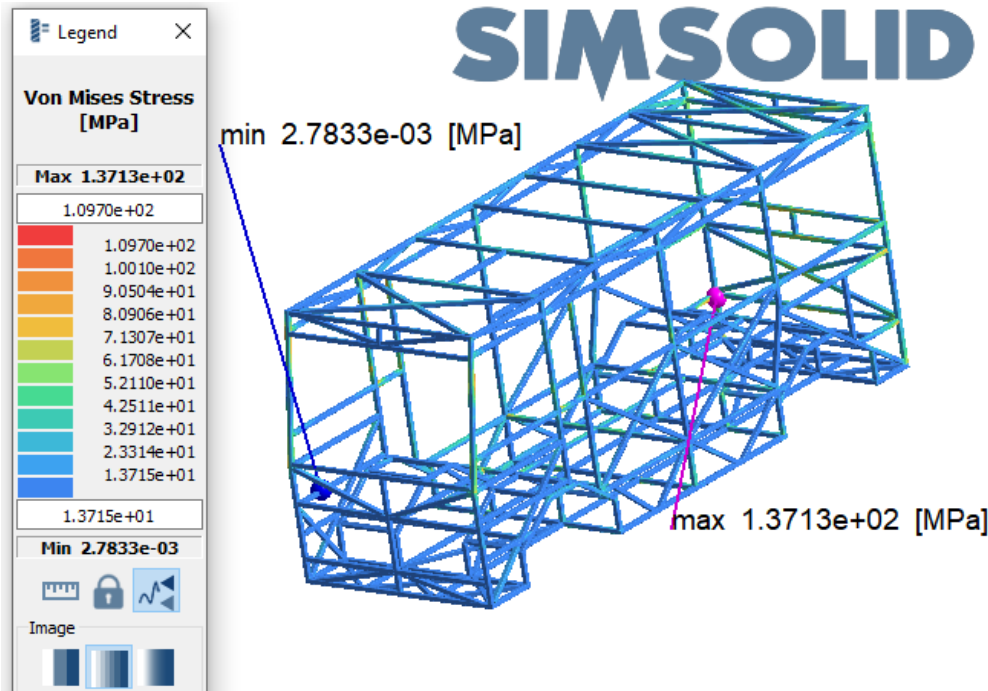 Legend
SIMSOLID
Von Mises Stress
[MPa]
min 2.7833e-03 [MPa]
Max 1.3713e+02
1.0970e+02
1.0970e+02
1.0010e+02
9.0504e+01
8.0906e+01
7.1307e+01
6.1708e+01
5.2110e+01
4.2511e+01
3.2912e+01
2.3314e+01
1.3715e+01
1.3715e+01
max 1.3713e+02 [MPa]
Min 2.7833e-03
Image